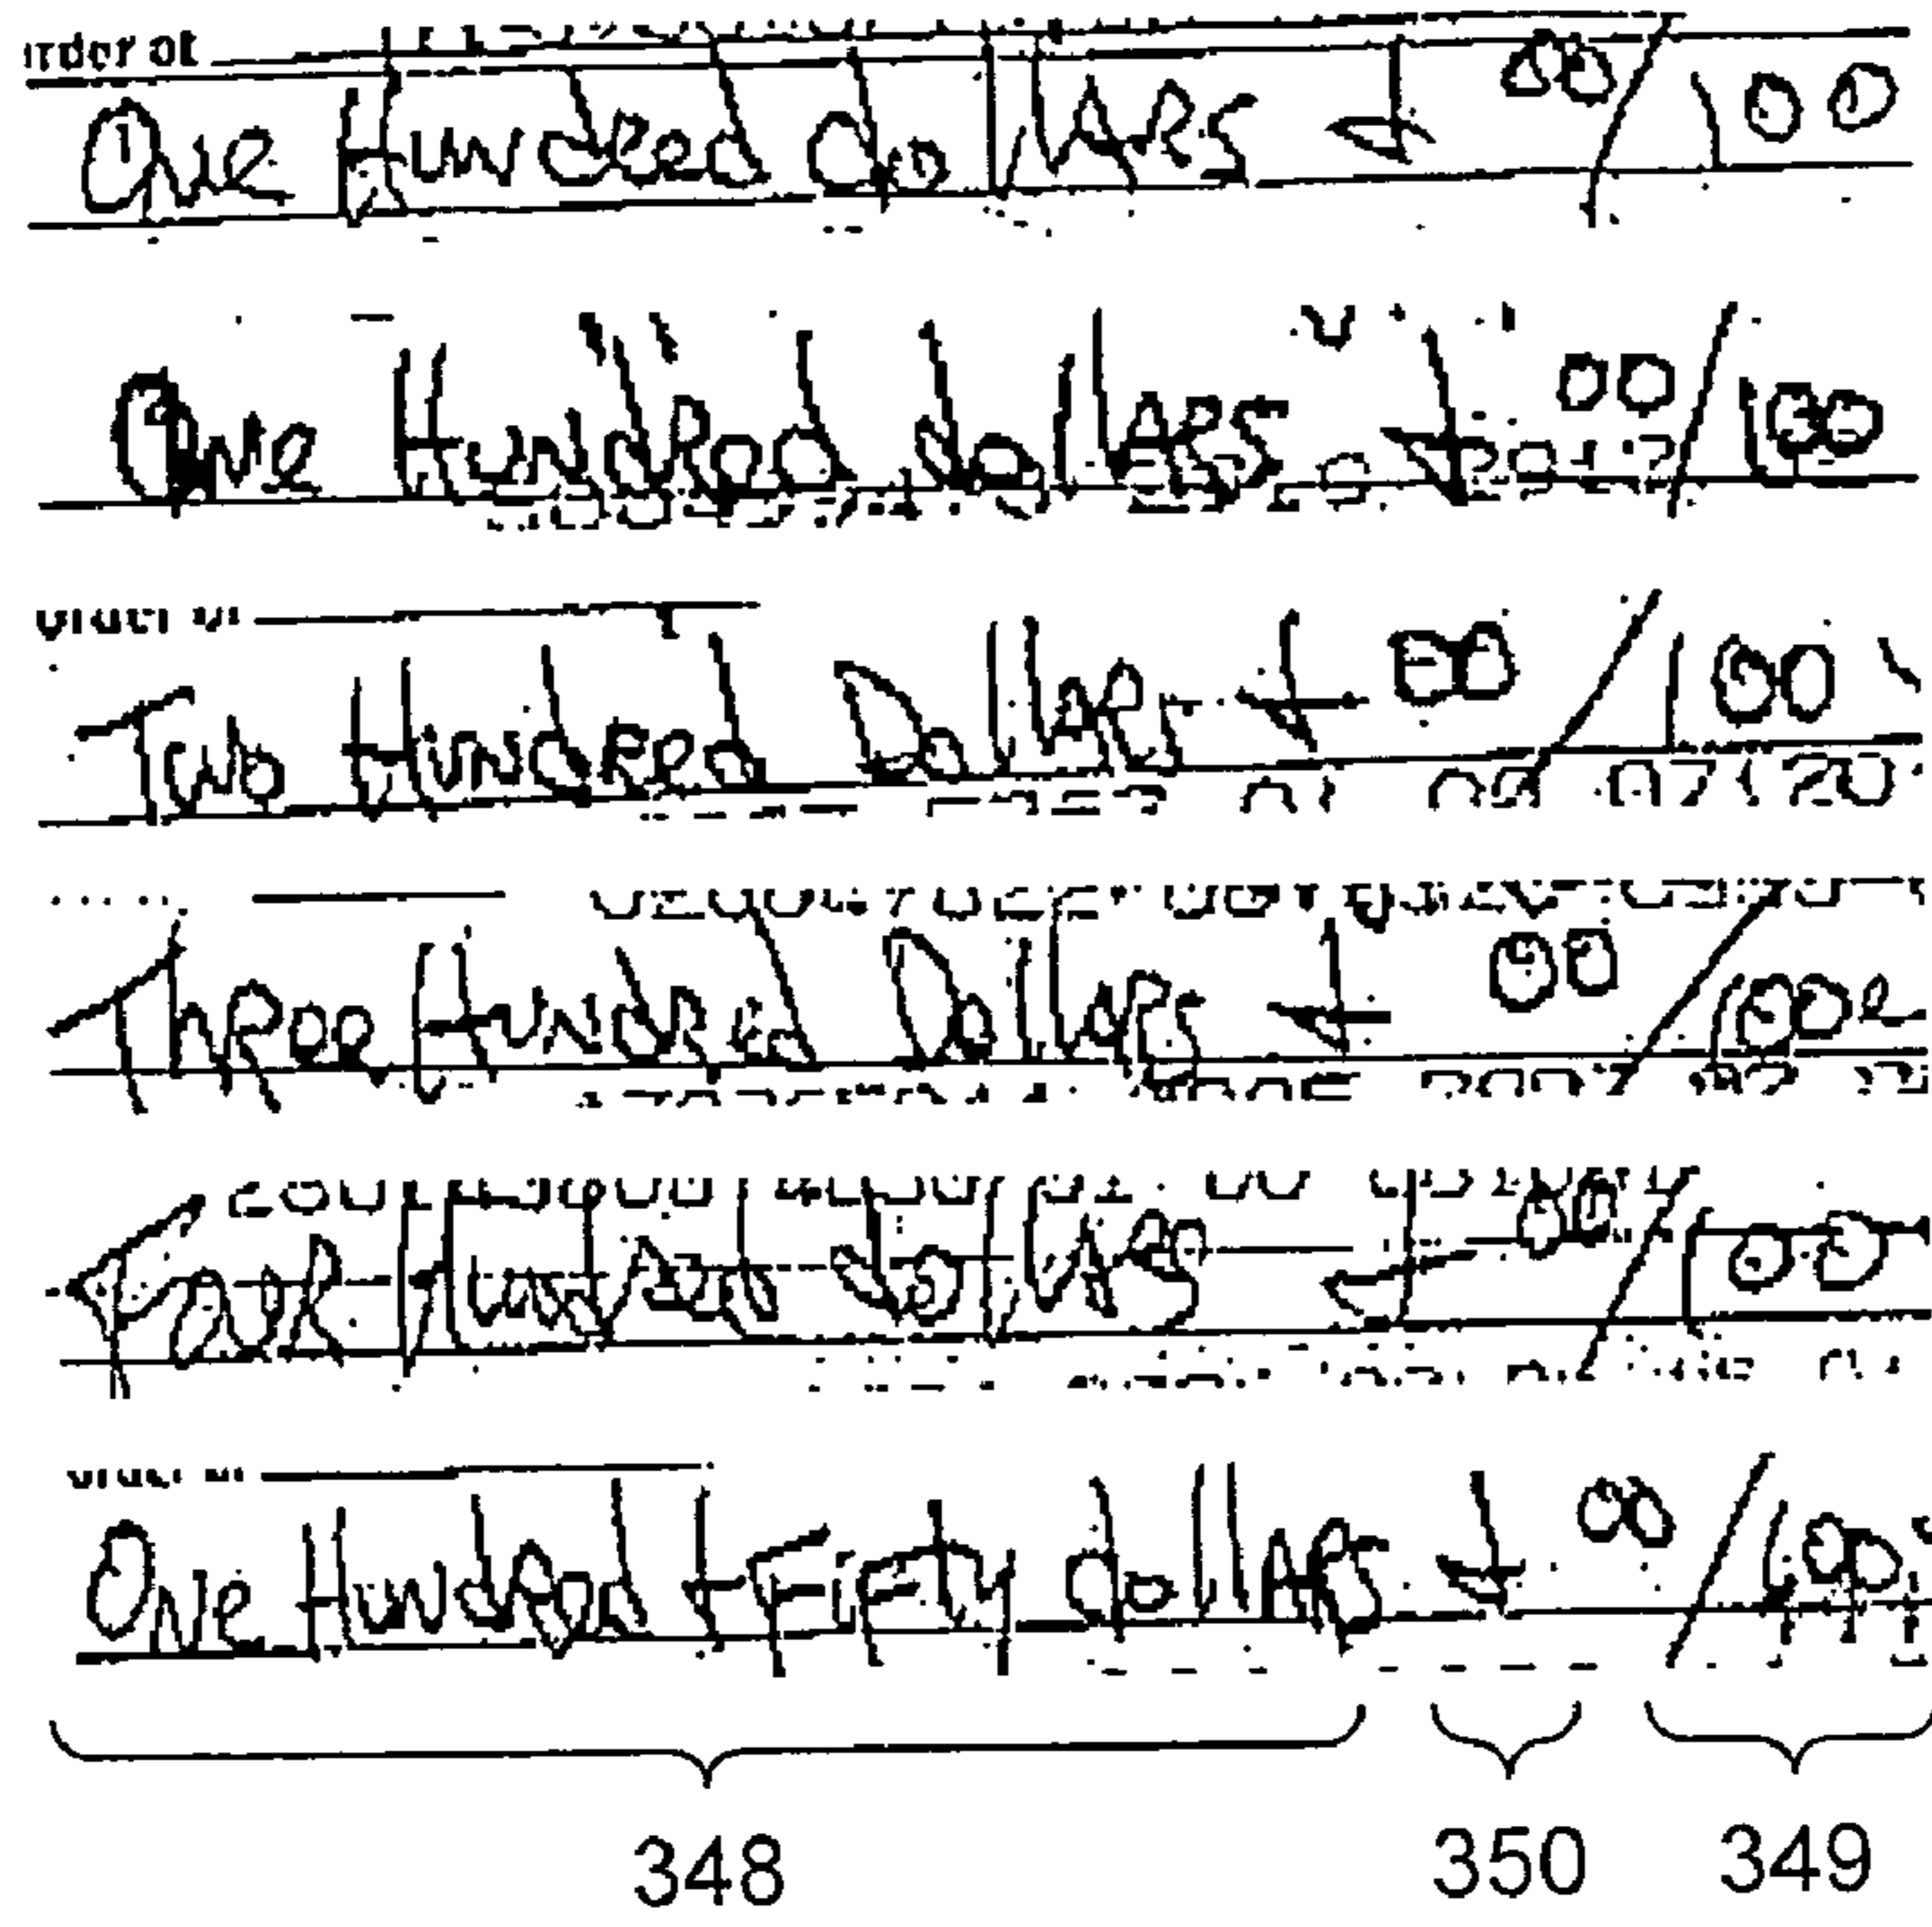 One Hundred dollars & 00/100
One Hundred dollars & 00/100
Two Hundred Dollars & 00/100
Three Hundred Dollars & 00/100
Hundred dollars & 00/100
One Hundred Fifty dollars & 00/100
348 350 349